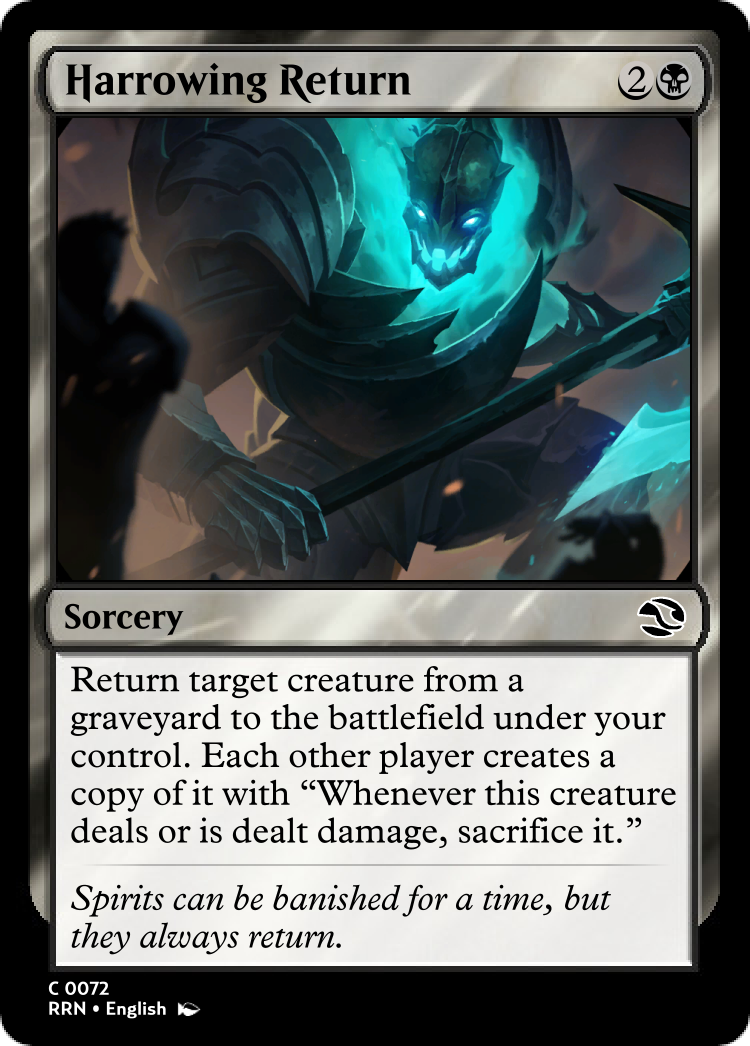 Harrowing Return 2
Sorcery
Return target creature from a
graveyard to the battlefield under your
control. Each other player creates a
copy of it with “Whenever this creature
deals or is dealt damage, sacrifice it.”
Spirits can be banished for a time, but
they always return.
C 0072
RRN • English